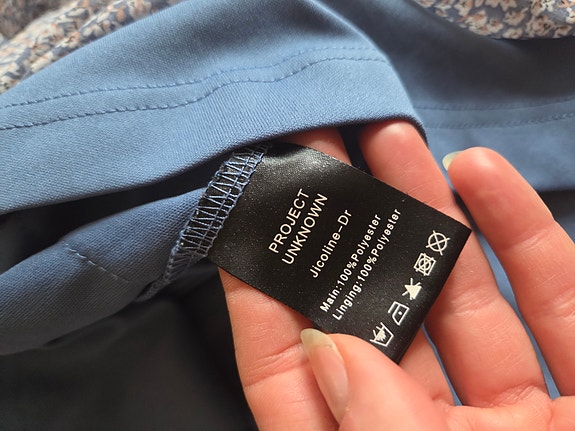 PROJECT
UNKNOWN
Jicoline-Dr
Main:100%Polyester
Linging:100%Polyester